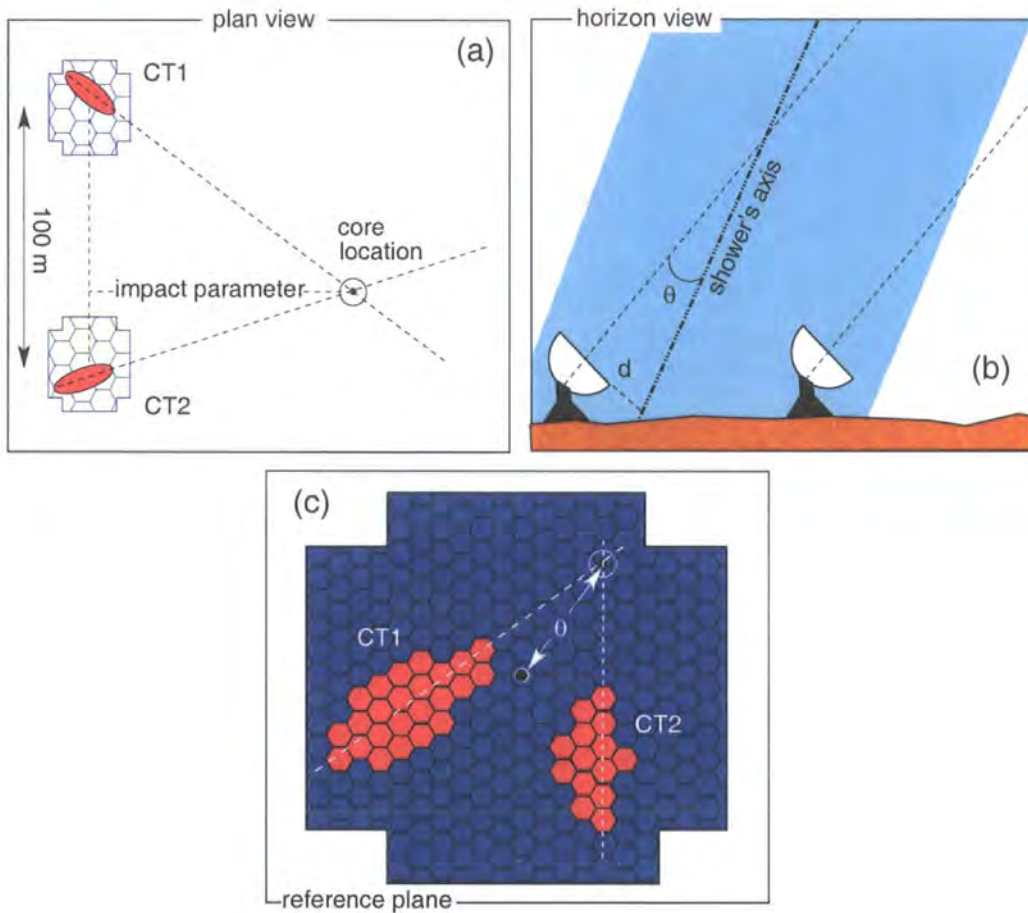 plan view
(a)
CT1
100 m
core
location
impact parameter
CT2
horizon view
shower's axis
θ
d
(b)
(c)
θ
CT1
CT2
reference plane